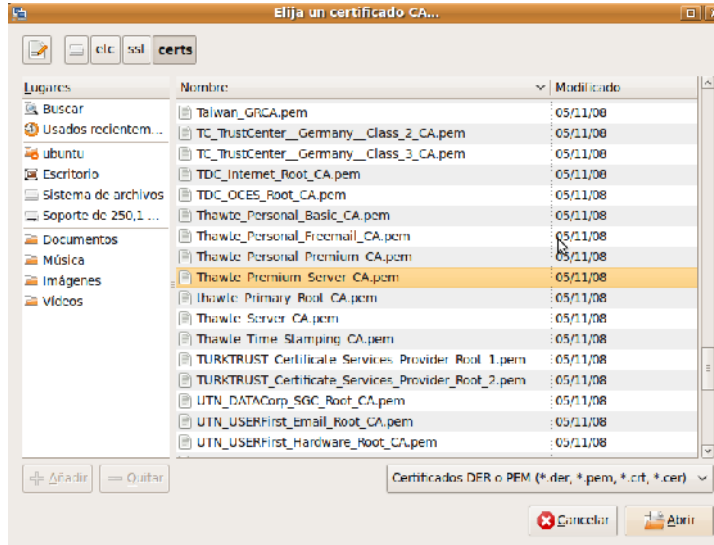 Elija un certificado CA...
etc ssl certs
Lugares
Buscar
Usados recientem...
ubuntu
Escritorio
Sistema de archivos
Soporte de 250,1 ...
Documentos
Música
Imágenes
Vídeos
Añadir Quitar
Nombre Modificado
Taiwan_GRCA.pem 05/11/08
TC_TrustCenter__Germany__Class_2_CA.pem 05/11/08
TC_TrustCenter__Germany__Class_3_CA.pem 05/11/08
TDC_Internet_Root_CA.pem 05/11/08
TDC_OCES_Root_CA.pem 05/11/08
Thawte_Personal_Basic_CA.pem 05/11/08
Thawte_Personal_Freemail_CA.pem 05/11/08
Thawte_Personal_Premium_CA.pem 05/11/08
Thawte_Premium_Server_CA.pem 05/11/08
thawte_Primary_Root_CA.pem 05/11/08
Thawte_Server_CA.pem 05/11/08
Thawte_Time_Stamping_CA.pem 05/11/08
TURKTRUST_Certificate_Services_Provider_Root_1.pem 05/11/08
TURKTRUST_Certificate_Services_Provider_Root_2.pem 05/11/08
UTN_DATACorp_SGC_Root_CA.pem 05/11/08
UTN_USERFirst_Email_Root_CA.pem 05/11/08
UTN_USERFirst_Hardware_Root_CA.pem 05/11/08
Certificados DER o PEM (*.der, *.pem, *.crt, *.cer)
Cancelar Abrir